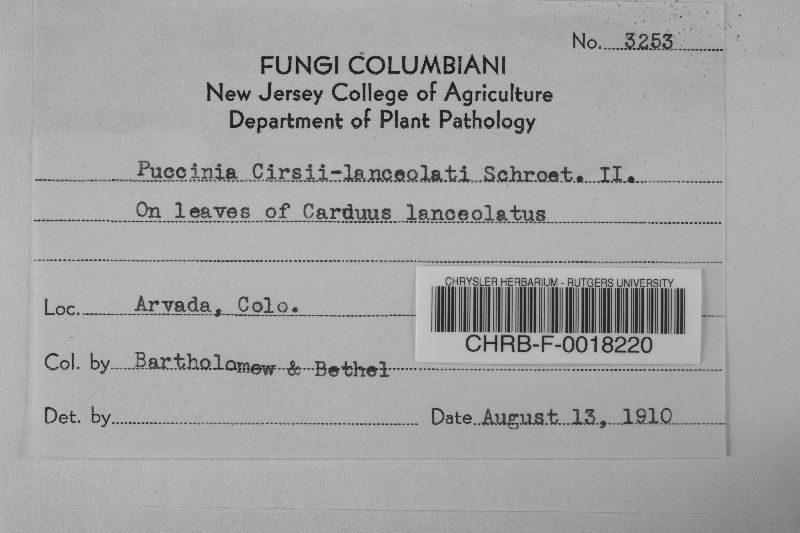 No. 3253
FUNGI COLUMBIANI
New Jersey College of Agriculture
Department of Plant Pathology
Puccinia Cirsii-lanceolati Schroet. II.
On leaves of Carduus lanceolatus
Loc. Arvada, Colo.
CHRYSLER HERBARIUM - RUTGERS UNIVERSITY
CHRB-F-0018220
Col. by Bartholomew & Bethel
Det. by
Date August 13, 1910